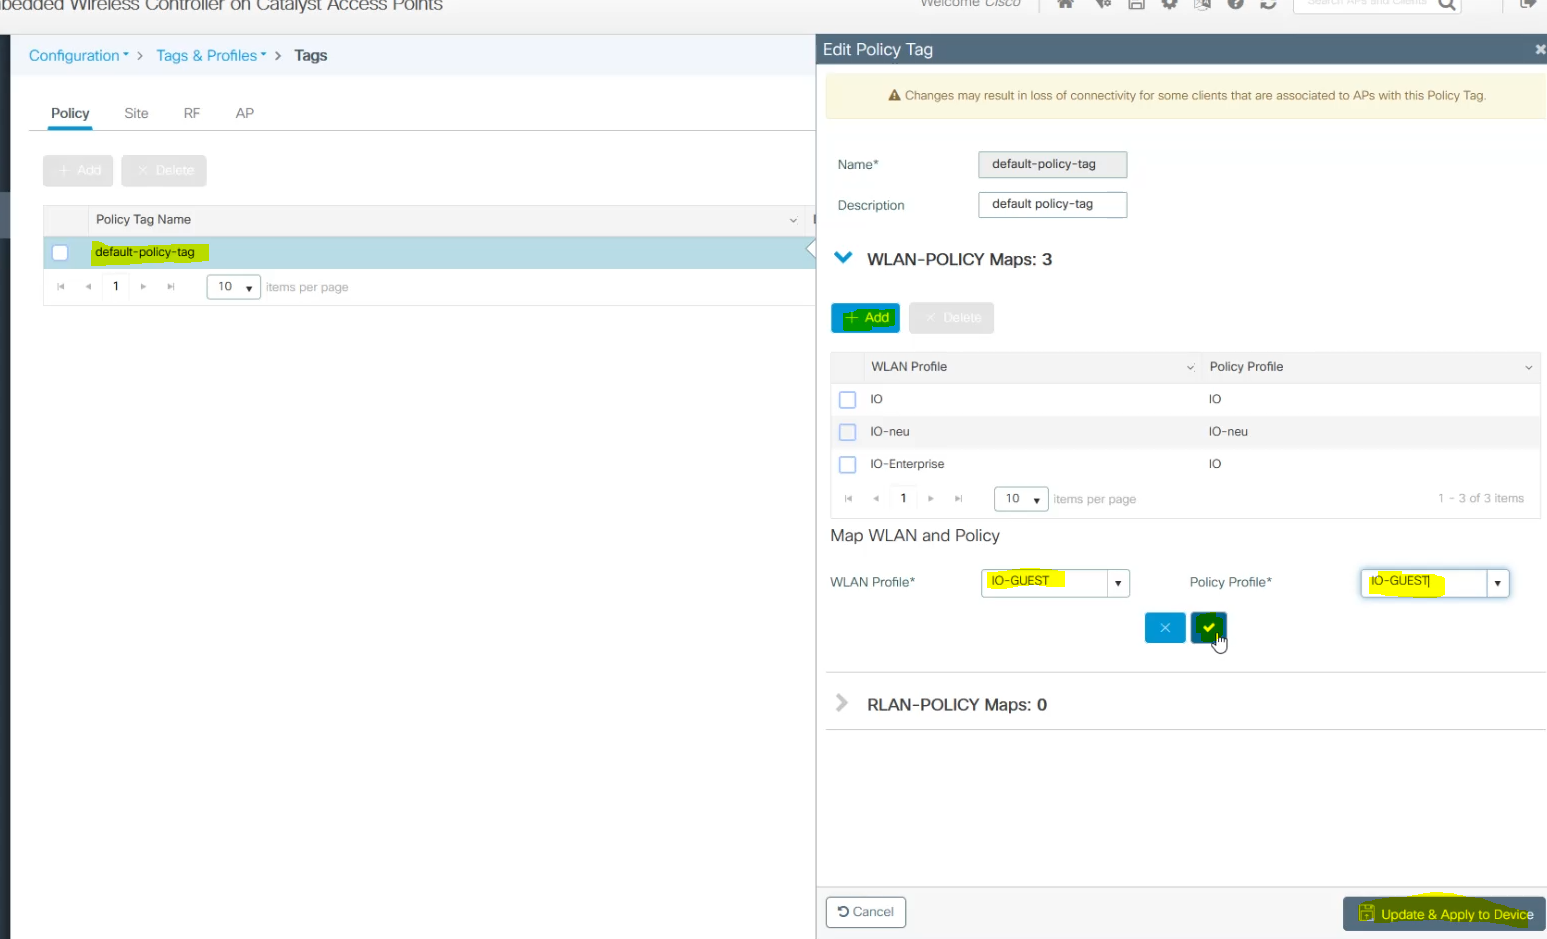 bedded Wireless Controller on Catalyst Access Points
Welcome Cisco
Search APs and Clients
Configuration > Tags & Profiles > Tags
Policy Site RF AP
+ Add × Delete
Policy Tag Name
default-policy-tag
1 10 items per page
Edit Policy Tag
Changes may result in loss of connectivity for some clients that are associated to APs with this Policy Tag.
Name* default-policy-tag
Description default policy-tag
WLAN-POLICY Maps: 3
+ Add × Delete
WLAN Profile Policy Profile
IO IO
IO-neu IO-neu
IO-Enterprise IO
1 10 items per page 1 - 3 of 3 items
Map WLAN and Policy
WLAN Profile* IO-GUEST Policy Profile* IO-GUEST
RLAN-POLICY Maps: 0
Cancel Update & Apply to Device